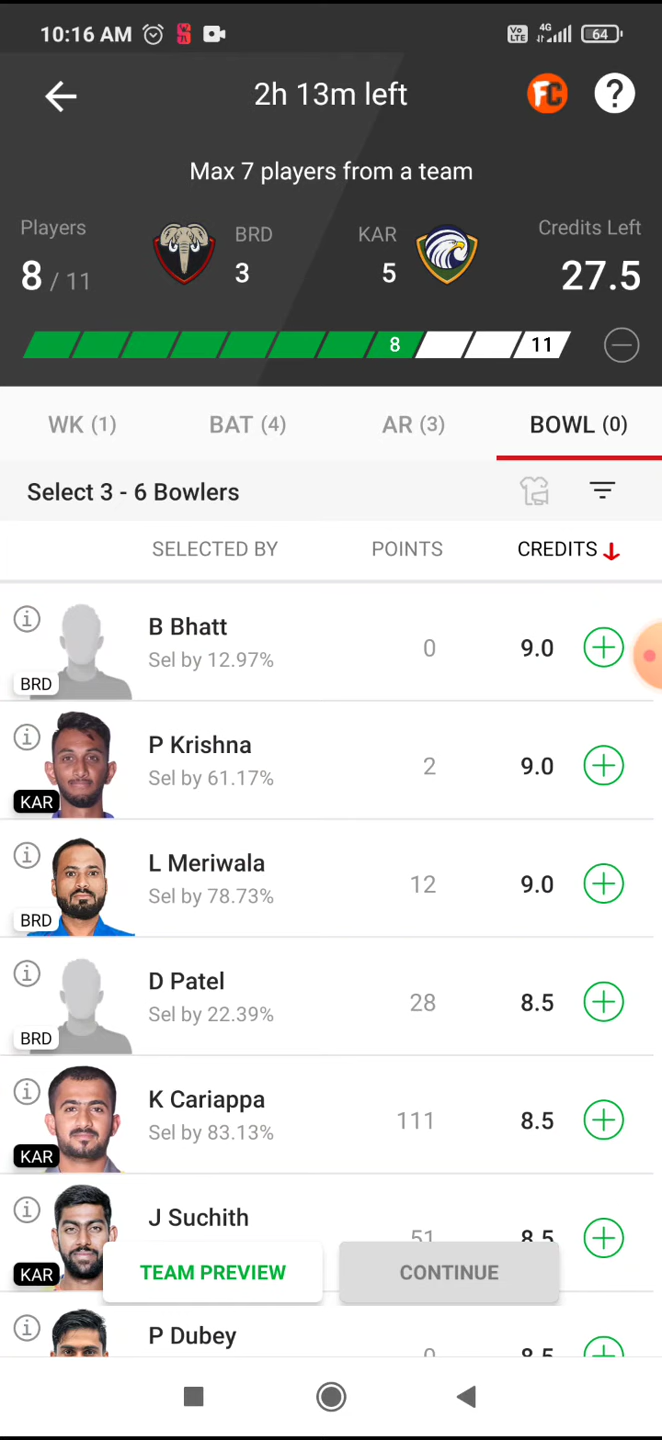 10:16 AM
Vo LTE 4G 64
2h 13m left
FC ?
Max 7 players from a team
Players BRD KAR Credits Left
8 / 11 3 5 27.5
8 11
WK (1) BAT (4) AR (3) BOWL (0)
Select 3 - 6 Bowlers
SELECTED BY POINTS CREDITS
B Bhatt
Sel by 12.97% 0 9.0
BRD
P Krishna
Sel by 61.17% 2 9.0
KAR
L Meriwala
Sel by 78.73% 12 9.0
BRD
D Patel
Sel by 22.39% 28 8.5
BRD
K Cariappa
Sel by 83.13% 111 8.5
KAR
J Suchith
51 8.5
KAR
TEAM PREVIEW CONTINUE
P Dubey
0 8.5